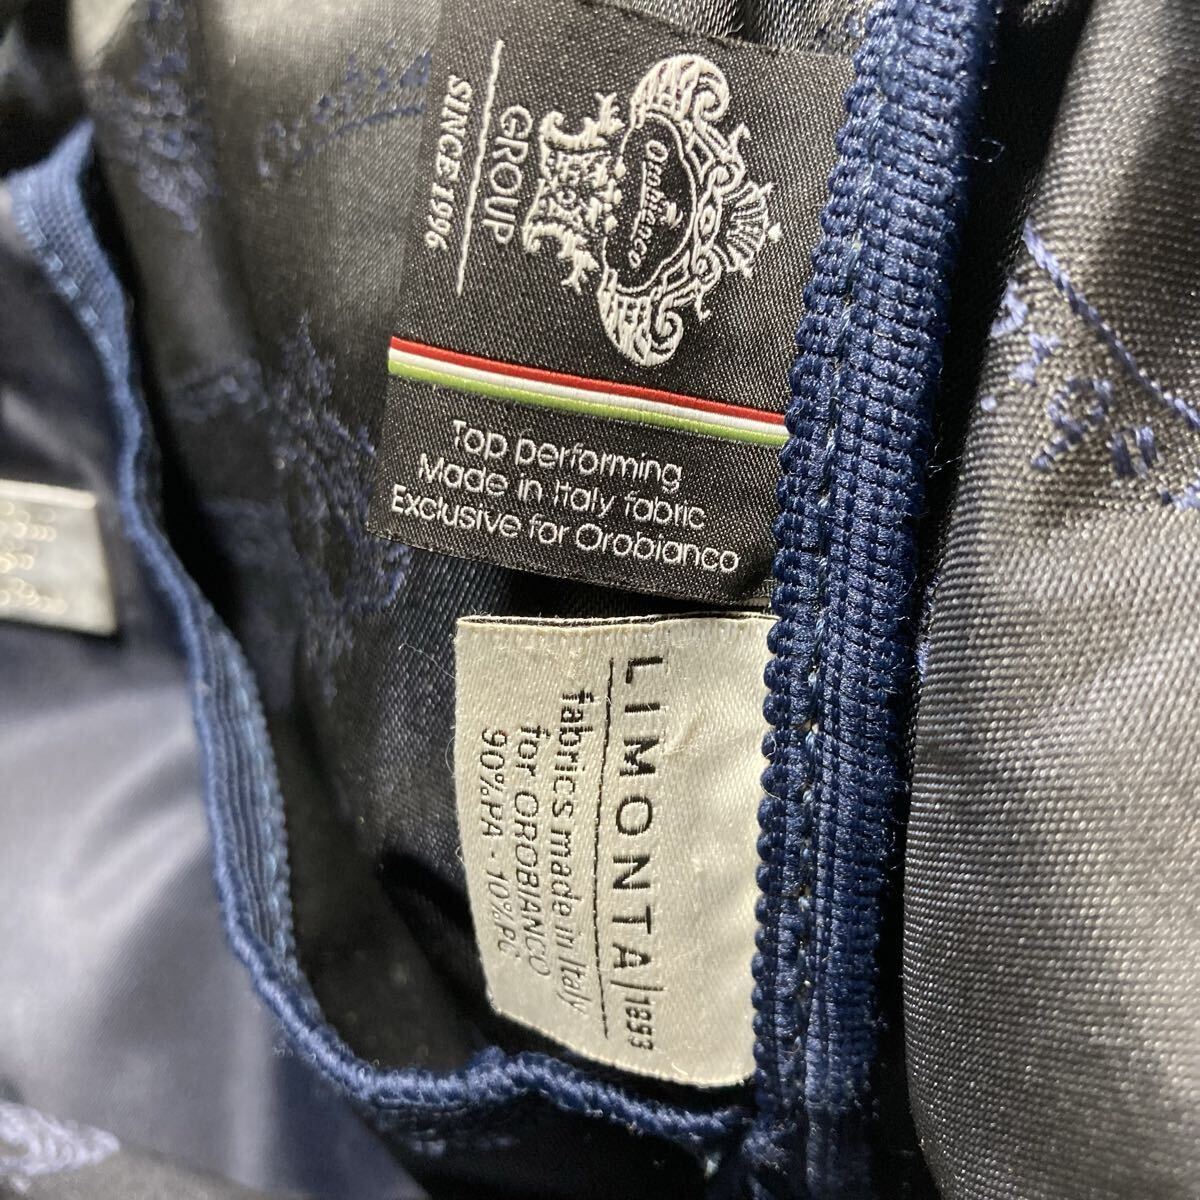 Orobianco
GROUP
SINCE 1996
Top performing
Made in Italy fabric
Exclusive for Orobianco
LIMONTA|1893
fabrics made in Italy
for OROBIANCO
90%PA - 10%PC